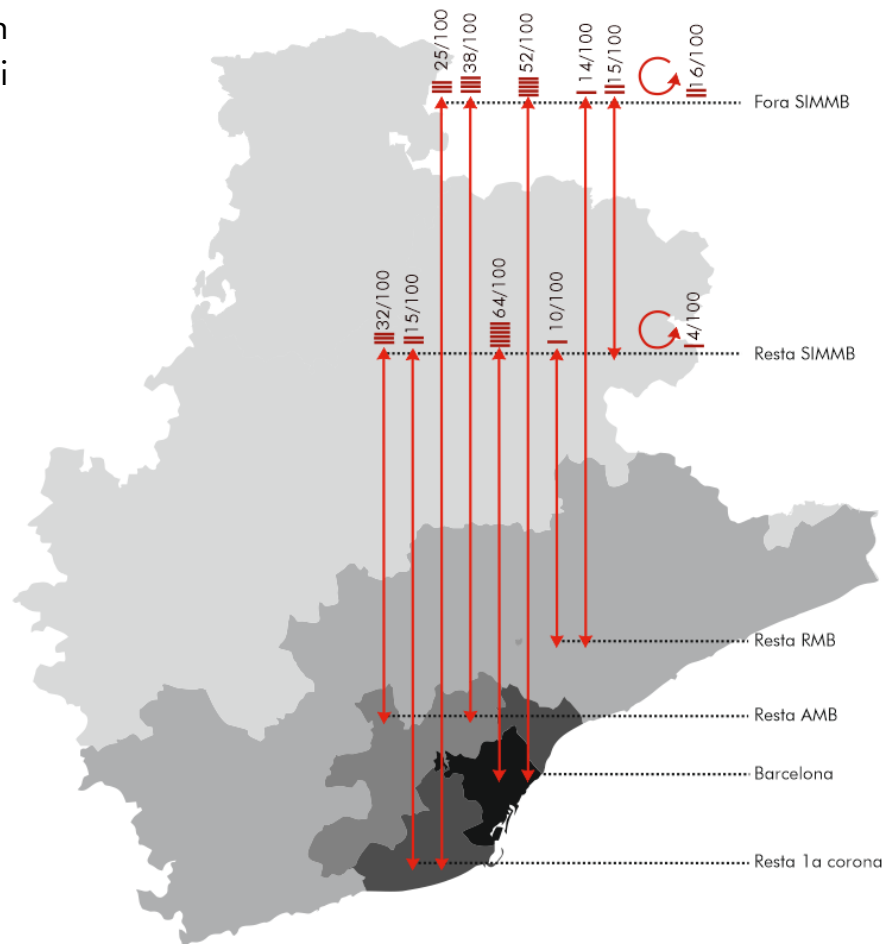 n
i
25/100
38/100
52/100
14/100
15/100
16/100
Fora SIMMB
32/100
15/100
64/100
10/100
4/100
Resta SIMMB
Resta RMB
Resta AMB
Barcelona
Resta 1a corona